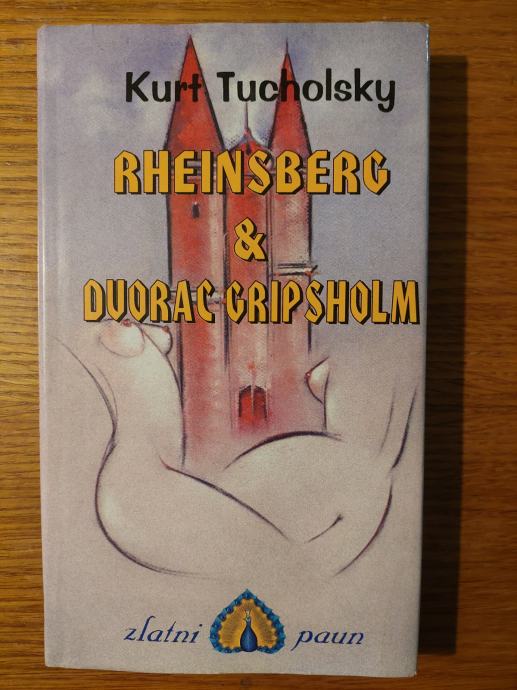 Kurt Tucholsky
RHEINSBERG
&
DVORAC GRIPSHOLM
zlatni paun